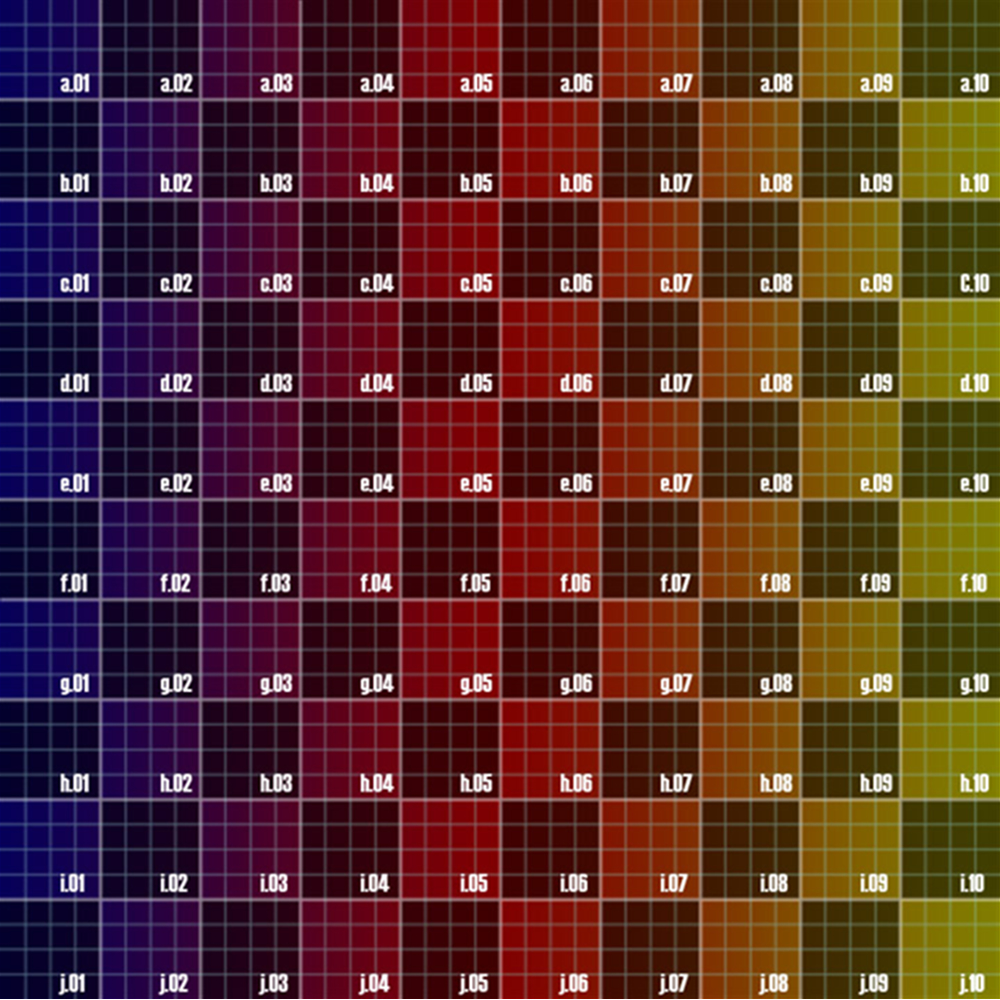 a.01 a.02 a.03 a.04 a.05 a.06 a.07 a.08 a.09 a.10
b.01 b.02 b.03 b.04 b.05 b.06 b.07 b.08 b.09 b.10
c.01 c.02 c.03 c.04 c.05 c.06 c.07 c.08 c.09 C.10
d.01 d.02 d.03 d.04 d.05 d.06 d.07 d.08 d.09 d.10
e.01 e.02 e.03 e.04 e.05 e.06 e.07 e.08 e.09 e.10
f.01 f.02 f.03 f.04 f.05 f.06 f.07 f.08 f.09 f.10
g.01 g.02 g.03 g.04 g.05 g.06 g.07 g.08 g.09 g.10
h.01 h.02 h.03 h.04 h.05 h.06 h.07 h.08 h.09 h.10
i.01 i.02 i.03 i.04 i.05 i.06 i.07 i.08 i.09 i.10
j.01 j.02 j.03 j.04 j.05 j.06 j.07 j.08 j.09 j.10